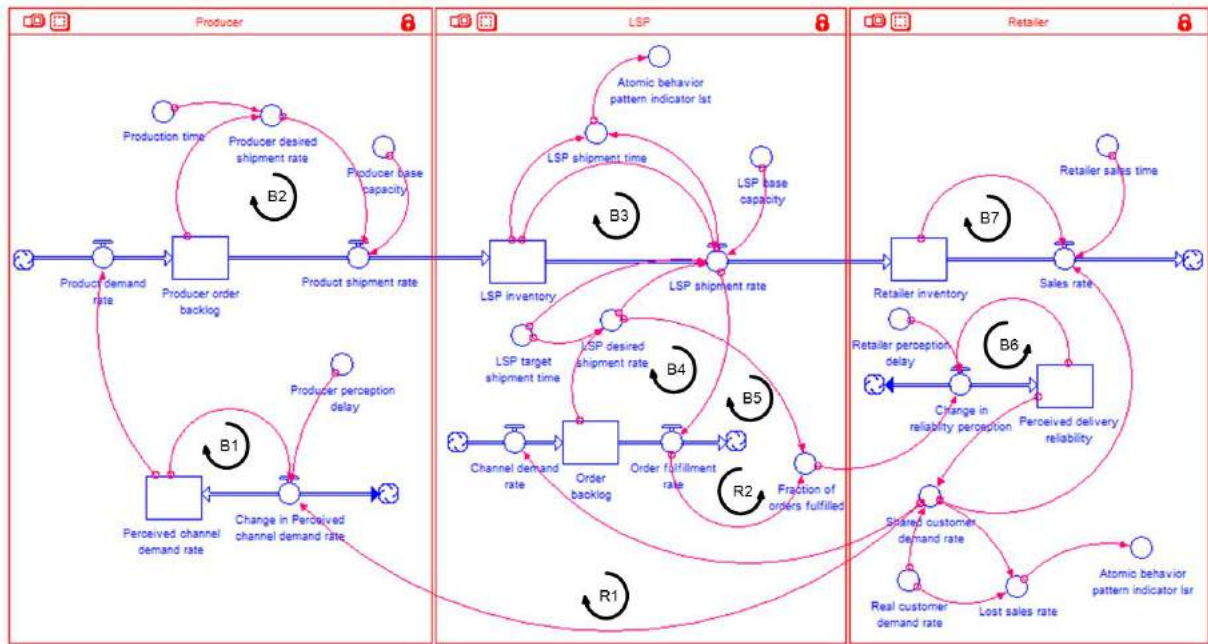 Producer
LSP
Retailer
Atomic behavior
pattern indicator lst
Production time
Producer desired
shipment rate
LSP shipment time
Producer base
capacity
LSP base
capacity
Retailer sales time
B2
B3
B7
Product demand
rate
Producer order
backlog
Product shipment rate
LSP inventory
LSP shipment rate
Retailer inventory
Sales rate
LSP target
shipment time
LSP desired
shipment rate
Retailer perception
delay
B6
B4
B5
Producer perception
delay
Change in
reliablity perception
Perceived delivery
reliability
B1
Channel demand
rate
Order
backlog
Order fulfillment
rate
R2
Fraction of
orders fulfilled
Perceived channel
demand rate
Change in Perceived
channel demand rate
Shared customer
demand rate
R1
Real customer
demand rate
Lost sales rate
Atomic behavior
pattern indicator lsr